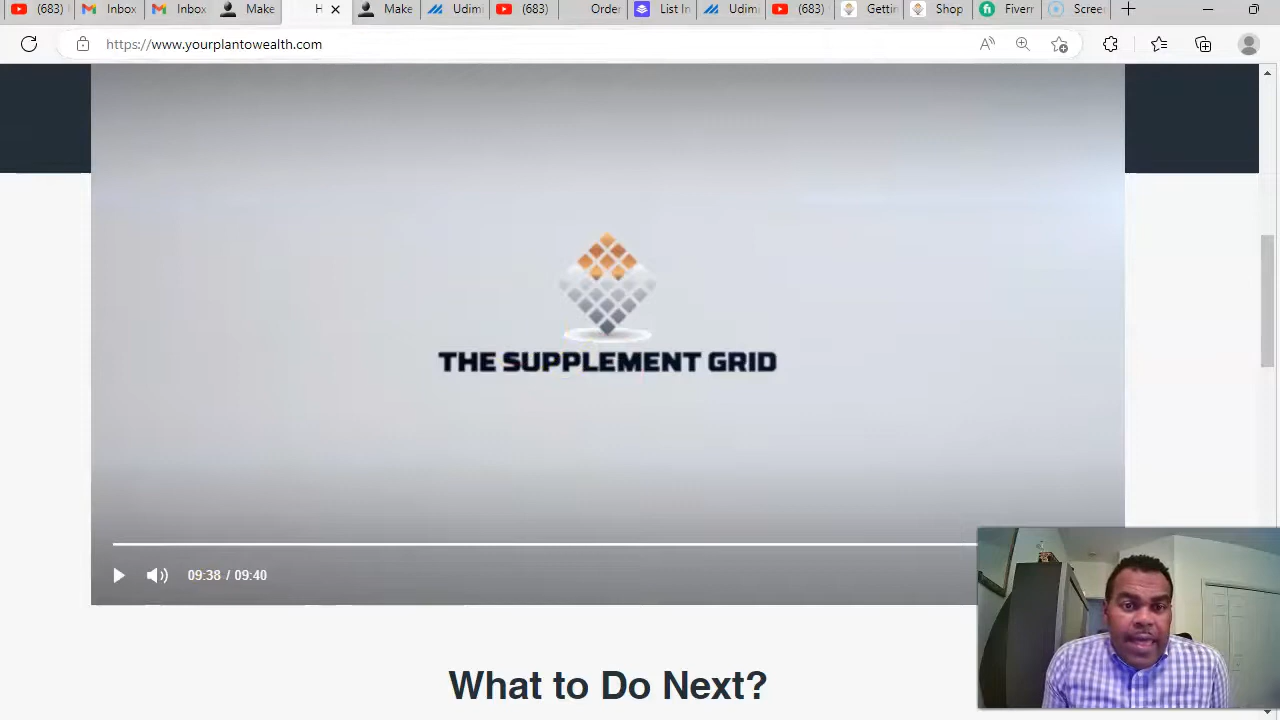 (683) Inbox Inbox Make H Make Udim (683) Order List In Udim (683) Gettin Shop Fiverr Scree
https://www.yourplantowealth.com
THE SUPPLEMENT GRID
09:38 / 09:40
What to Do Next?